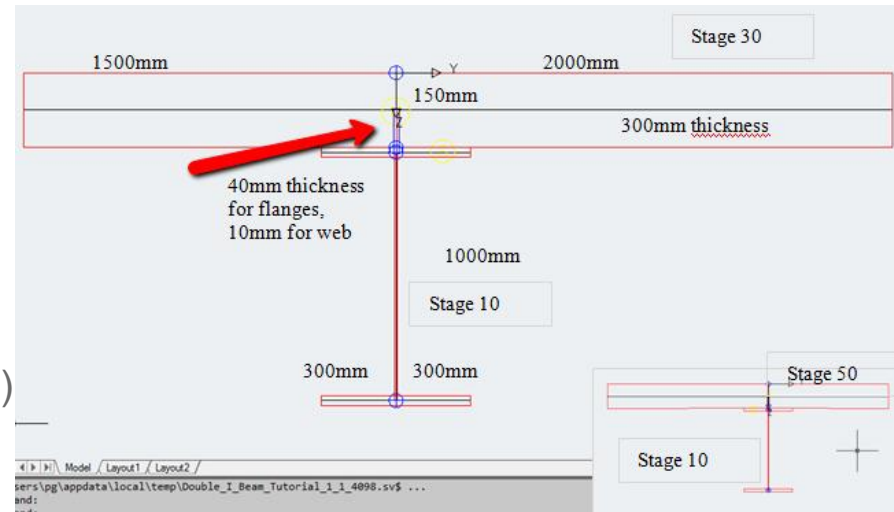 Stage 30
1500mm
2000mm
Y
150mm
Z
300mm thickness
40mm thickness
for flanges,
10mm for web
1000mm
Stage 10
300mm
300mm
)
Stage 50
Stage 10
Model / Layout1 / Layout2 /
sers\pg\appdata\local\temp\Double_I_Beam_Tutorial_1_1_4098.sv$ ...
and: